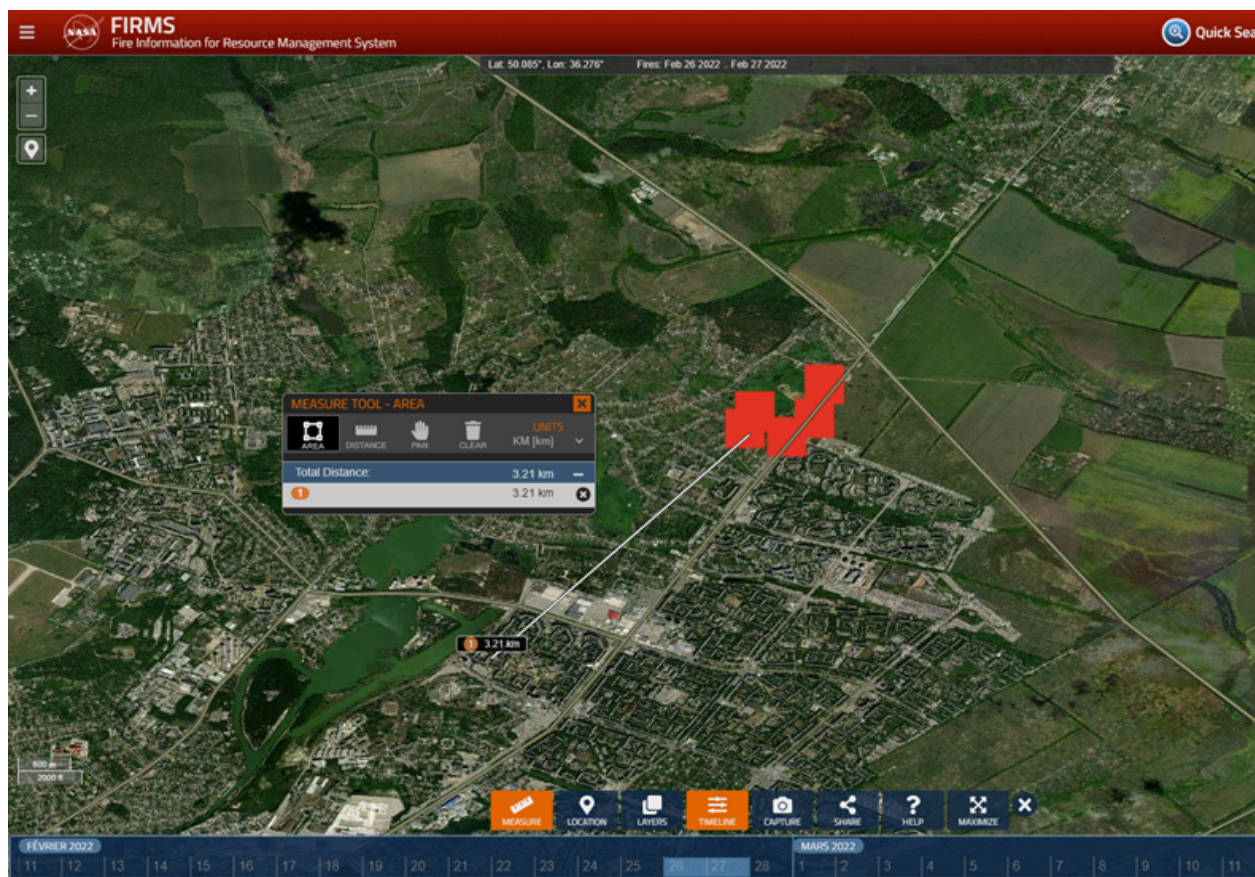 NASA
FIRMS
Fire Information for Resource Management System
Quick Sea
Lat: 50.085°, Lon: 36.276° Fires: Feb 26 2022 .. Feb 27 2022
+
−
MEASURE TOOL - AREA
AREA
DISTANCE
PAN
CLEAR
UNITS
KM [km]
Total Distance: 3.21 km
1 3.21 km
1 3.21 km
600 m
2000 ft
MEASURE
LOCATION
LAYERS
TIMELINE
CAPTURE
SHARE
HELP
MAXIMIZE
FÉVRIER 2022 MARS 2022
11 12 13 14 15 16 17 18 19 20 21 22 23 24 25 26 27 28 1 2 3 4 5 6 7 8 9 10 11